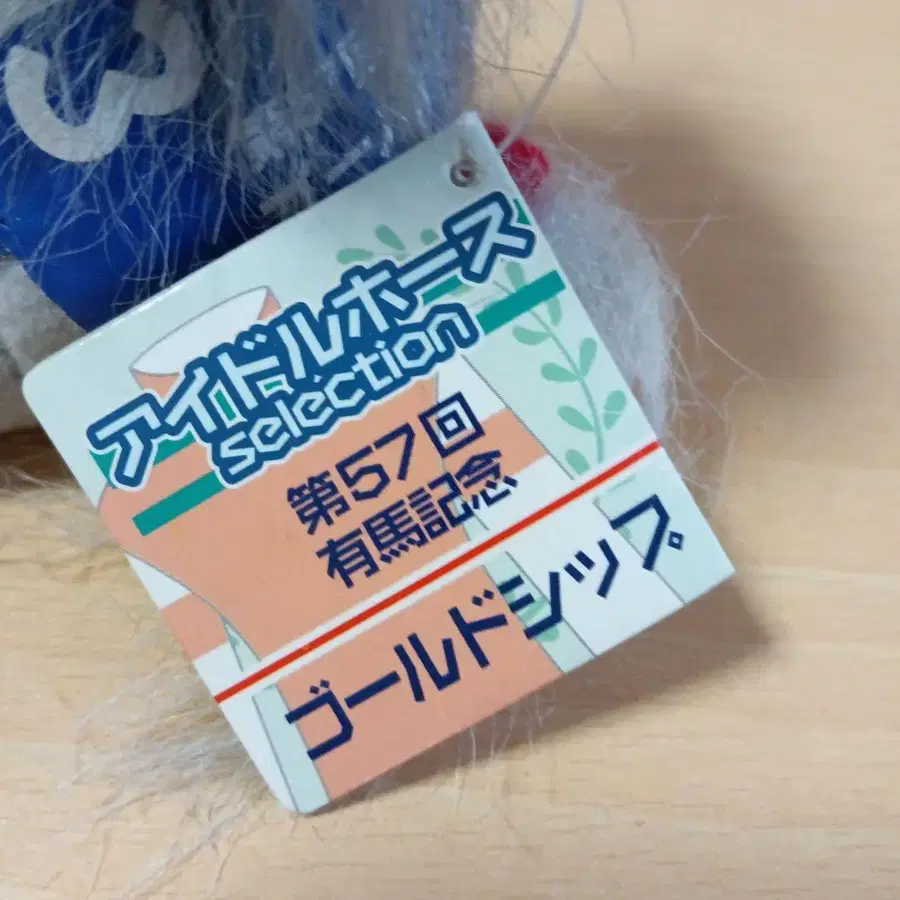 アイドルホース
selection
第57回
有馬記念
ゴールドシップ